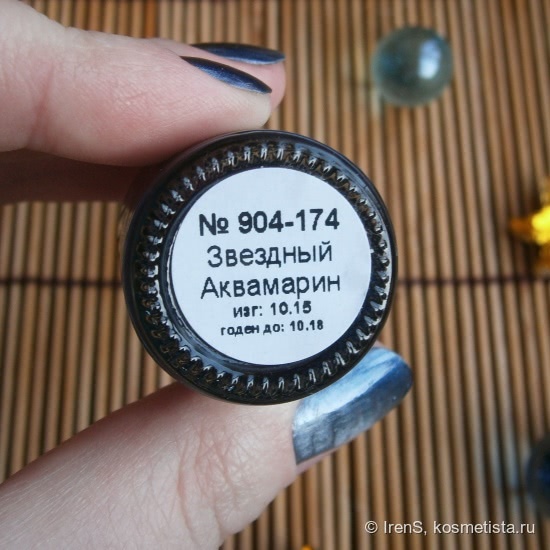 № 904-174
Звездный
Аквамарин
изг: 10.15
годен до: 10.18
© IrenS, kosmetista.ru